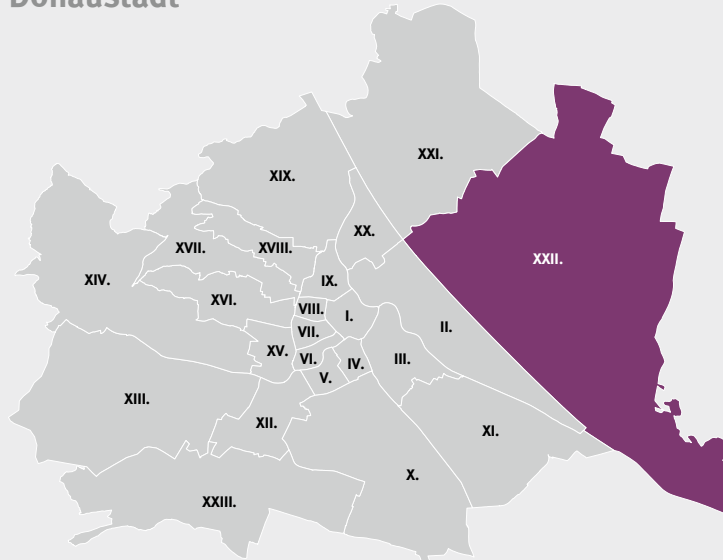 Donaustadt
XXI.
XIX.
XX.
XVII.
XVIII.
XXII.
XIV.
IX.
XVI.
VIII.
I.
II.
VII.
XV.
VI.
IV.
III.
V.
XIII.
XII.
XI.
X.
XXIII.